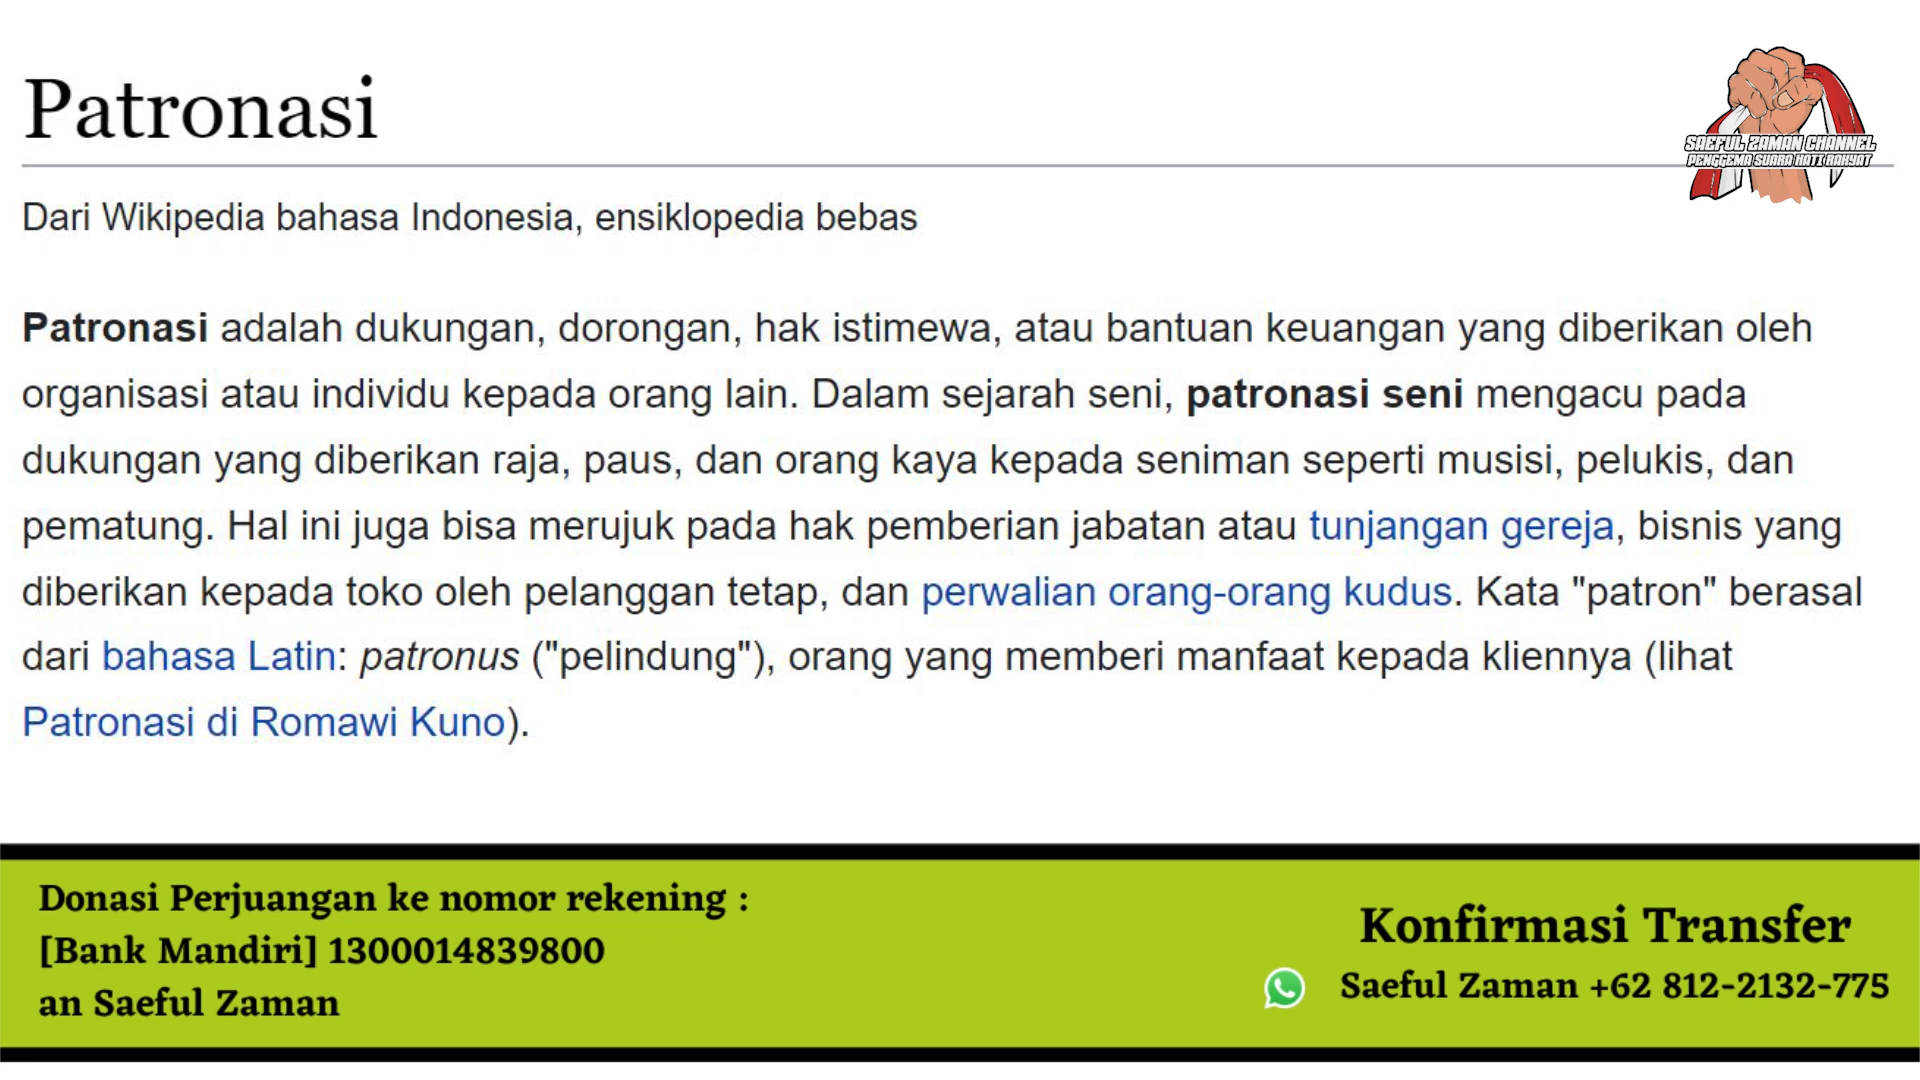 Patronasi
SAEFUL ZAMAN CHANNEL
PENGGEMA SUARA HATI RAKYAT
Dari Wikipedia bahasa Indonesia, ensiklopedia bebas
Patronasi adalah dukungan, dorongan, hak istimewa, atau bantuan keuangan yang diberikan oleh
organisasi atau individu kepada orang lain. Dalam sejarah seni, patronasi seni mengacu pada
dukungan yang diberikan raja, paus, dan orang kaya kepada seniman seperti musisi, pelukis, dan
pematung. Hal ini juga bisa merujuk pada hak pemberian jabatan atau tunjangan gereja, bisnis yang
diberikan kepada toko oleh pelanggan tetap, dan perwalian orang-orang kudus. Kata "patron" berasal
dari bahasa Latin: patronus ("pelindung"), orang yang memberi manfaat kepada kliennya (lihat
Patronasi di Romawi Kuno).
Donasi Perjuangan ke nomor rekening :
[Bank Mandiri] 1300014839800
an Saeful Zaman
Konfirmasi Transfer
Saeful Zaman +62 812-2132-775